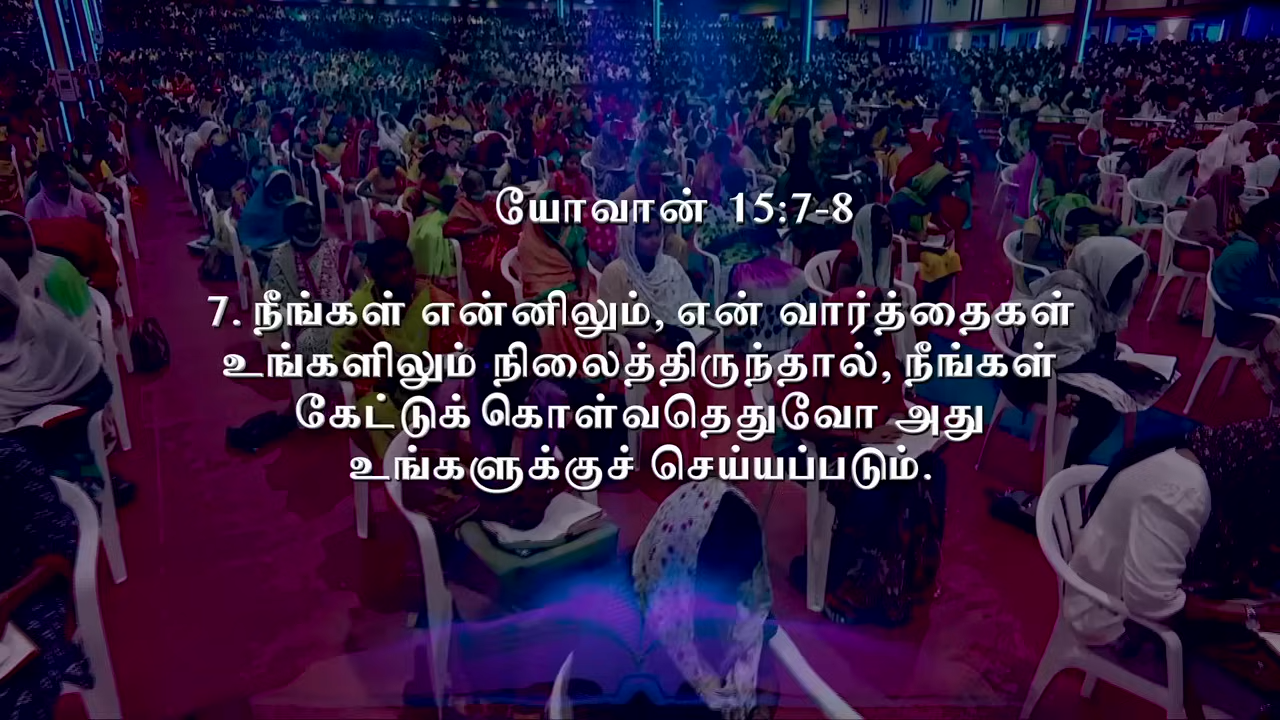 யோவான் 15:7-8
7. நீங்கள் என்னிலும், என் வார்த்தைகள்
உங்களிலும் நிலைத்திருந்தால், நீங்கள்
கேட்டுக் கொள்வதெதுவோ அது
உங்களுக்குச் செய்யப்படும்.